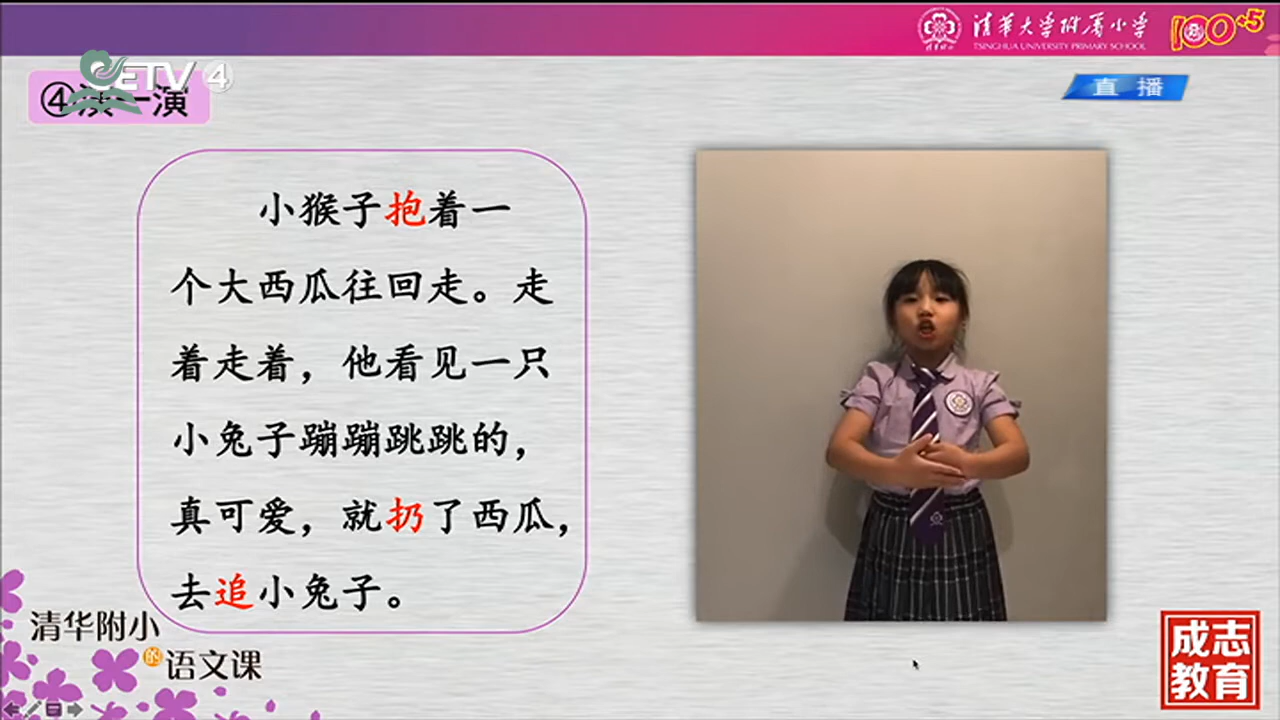 清华大学附属小学
TSINGHUA UNIVERSITY PRIMARY SCHOOL
100+5
CETV 4
直播
④演一演
小猴子抱着一
个大西瓜往回走。走
着走着，他看见一只
小兔子蹦蹦跳跳的，
真可爱，就扔了西瓜，
去追小兔子。
清华附小
的语文课
成志
教育